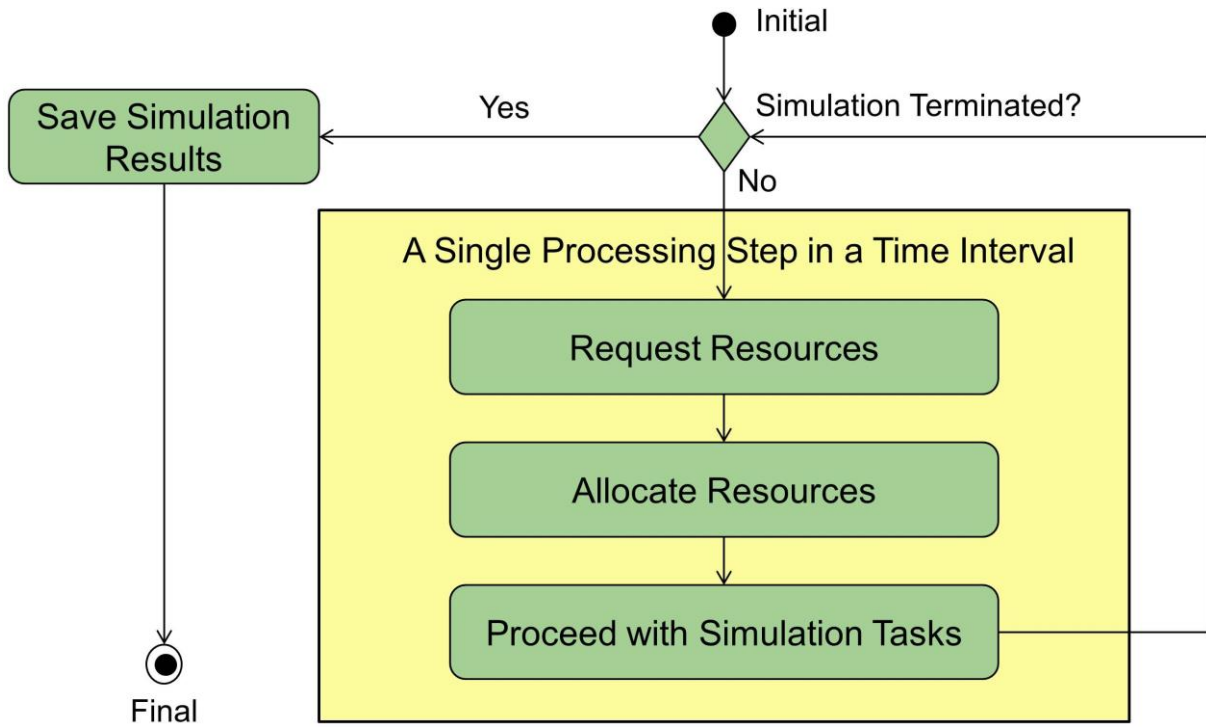 Initial
Simulation Terminated?
Yes
Save Simulation
Results
No
A Single Processing Step in a Time Interval
Request Resources
Allocate Resources
Proceed with Simulation Tasks
Final